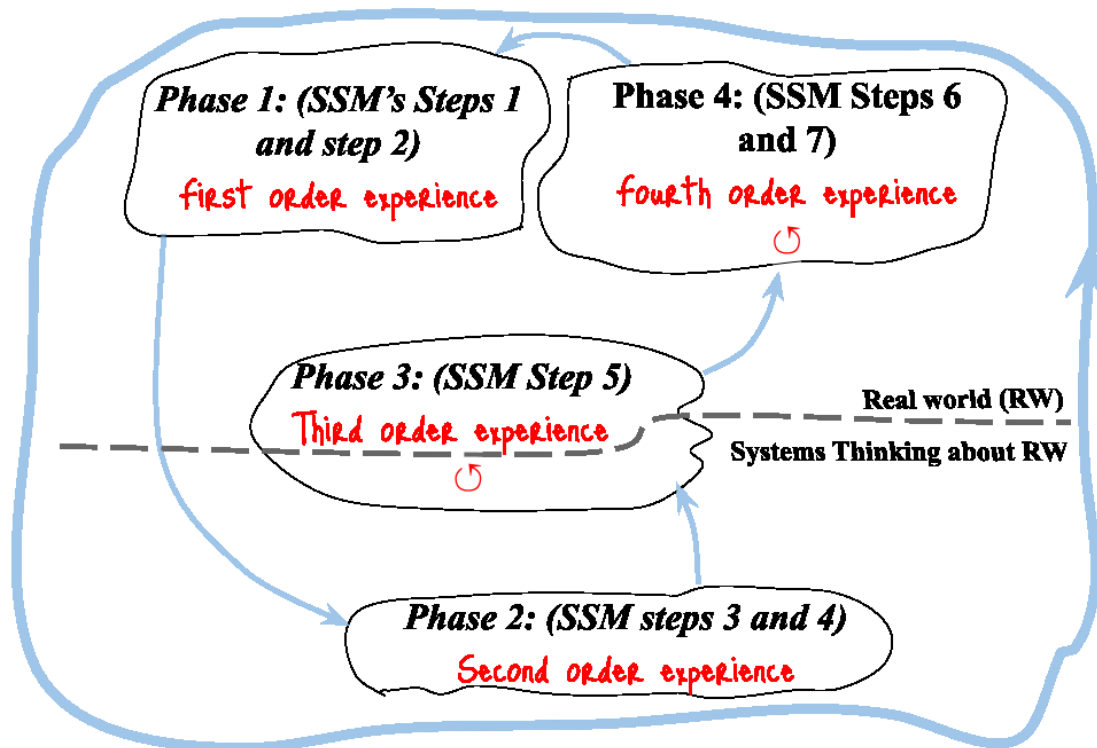 Phase 1: (SSM's Steps 1
and step 2)
first order experience
Phase 4: (SSM Steps 6
and 7)
fourth order experience
Phase 3: (SSM Step 5)
Third order experience
Real world (RW)
Systems Thinking about RW
Phase 2: (SSM steps 3 and 4)
Second order experience